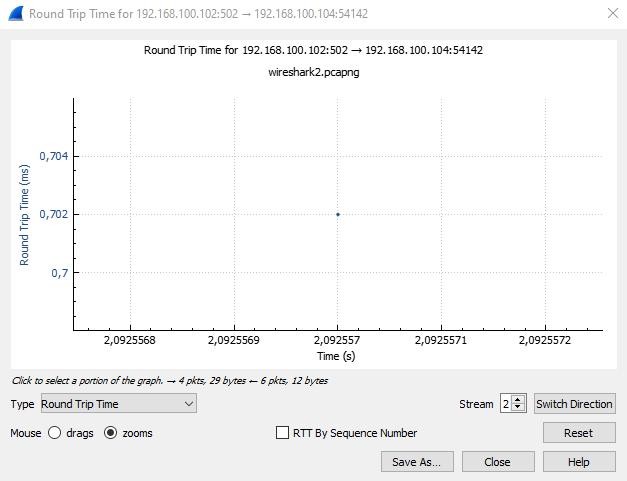 Round Trip Time for 192.168.100.102:502 → 192.168.100.104:54142
Round Trip Time for 192.168.100.102:502 → 192.168.100.104:54142
wireshark2.pcapng
Round Trip Time (ms)
0,704
0,702
0,7
2,0925568 2,0925569 2,092557 2,0925571 2,0925572
Time (s)
Click to select a portion of the graph. → 4 pkts, 29 bytes ← 6 pkts, 12 bytes
Type Round Trip Time Stream 2 Switch Direction
Mouse drags zooms RTT By Sequence Number Reset
Save As... Close Help